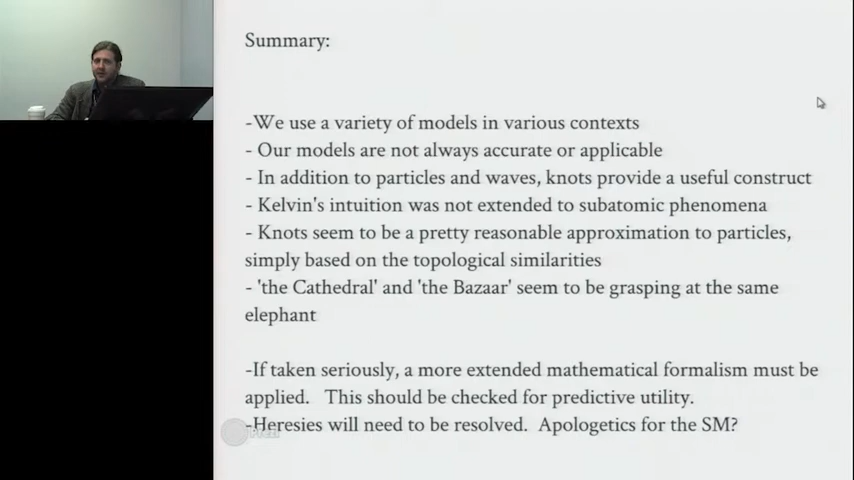 Summary:
-We use a variety of models in various contexts
- Our models are not always accurate or applicable
- In addition to particles and waves, knots provide a useful construct
- Kelvin's intuition was not extended to subatomic phenomena
- Knots seem to be a pretty reasonable approximation to particles,
simply based on the topological similarities
- 'the Cathedral' and 'the Bazaar' seem to be grasping at the same
elephant
-If taken seriously, a more extended mathematical formalism must be
applied.   This should be checked for predictive utility.
-Heresies will need to be resolved.  Apologetics for the SM?
Prezi